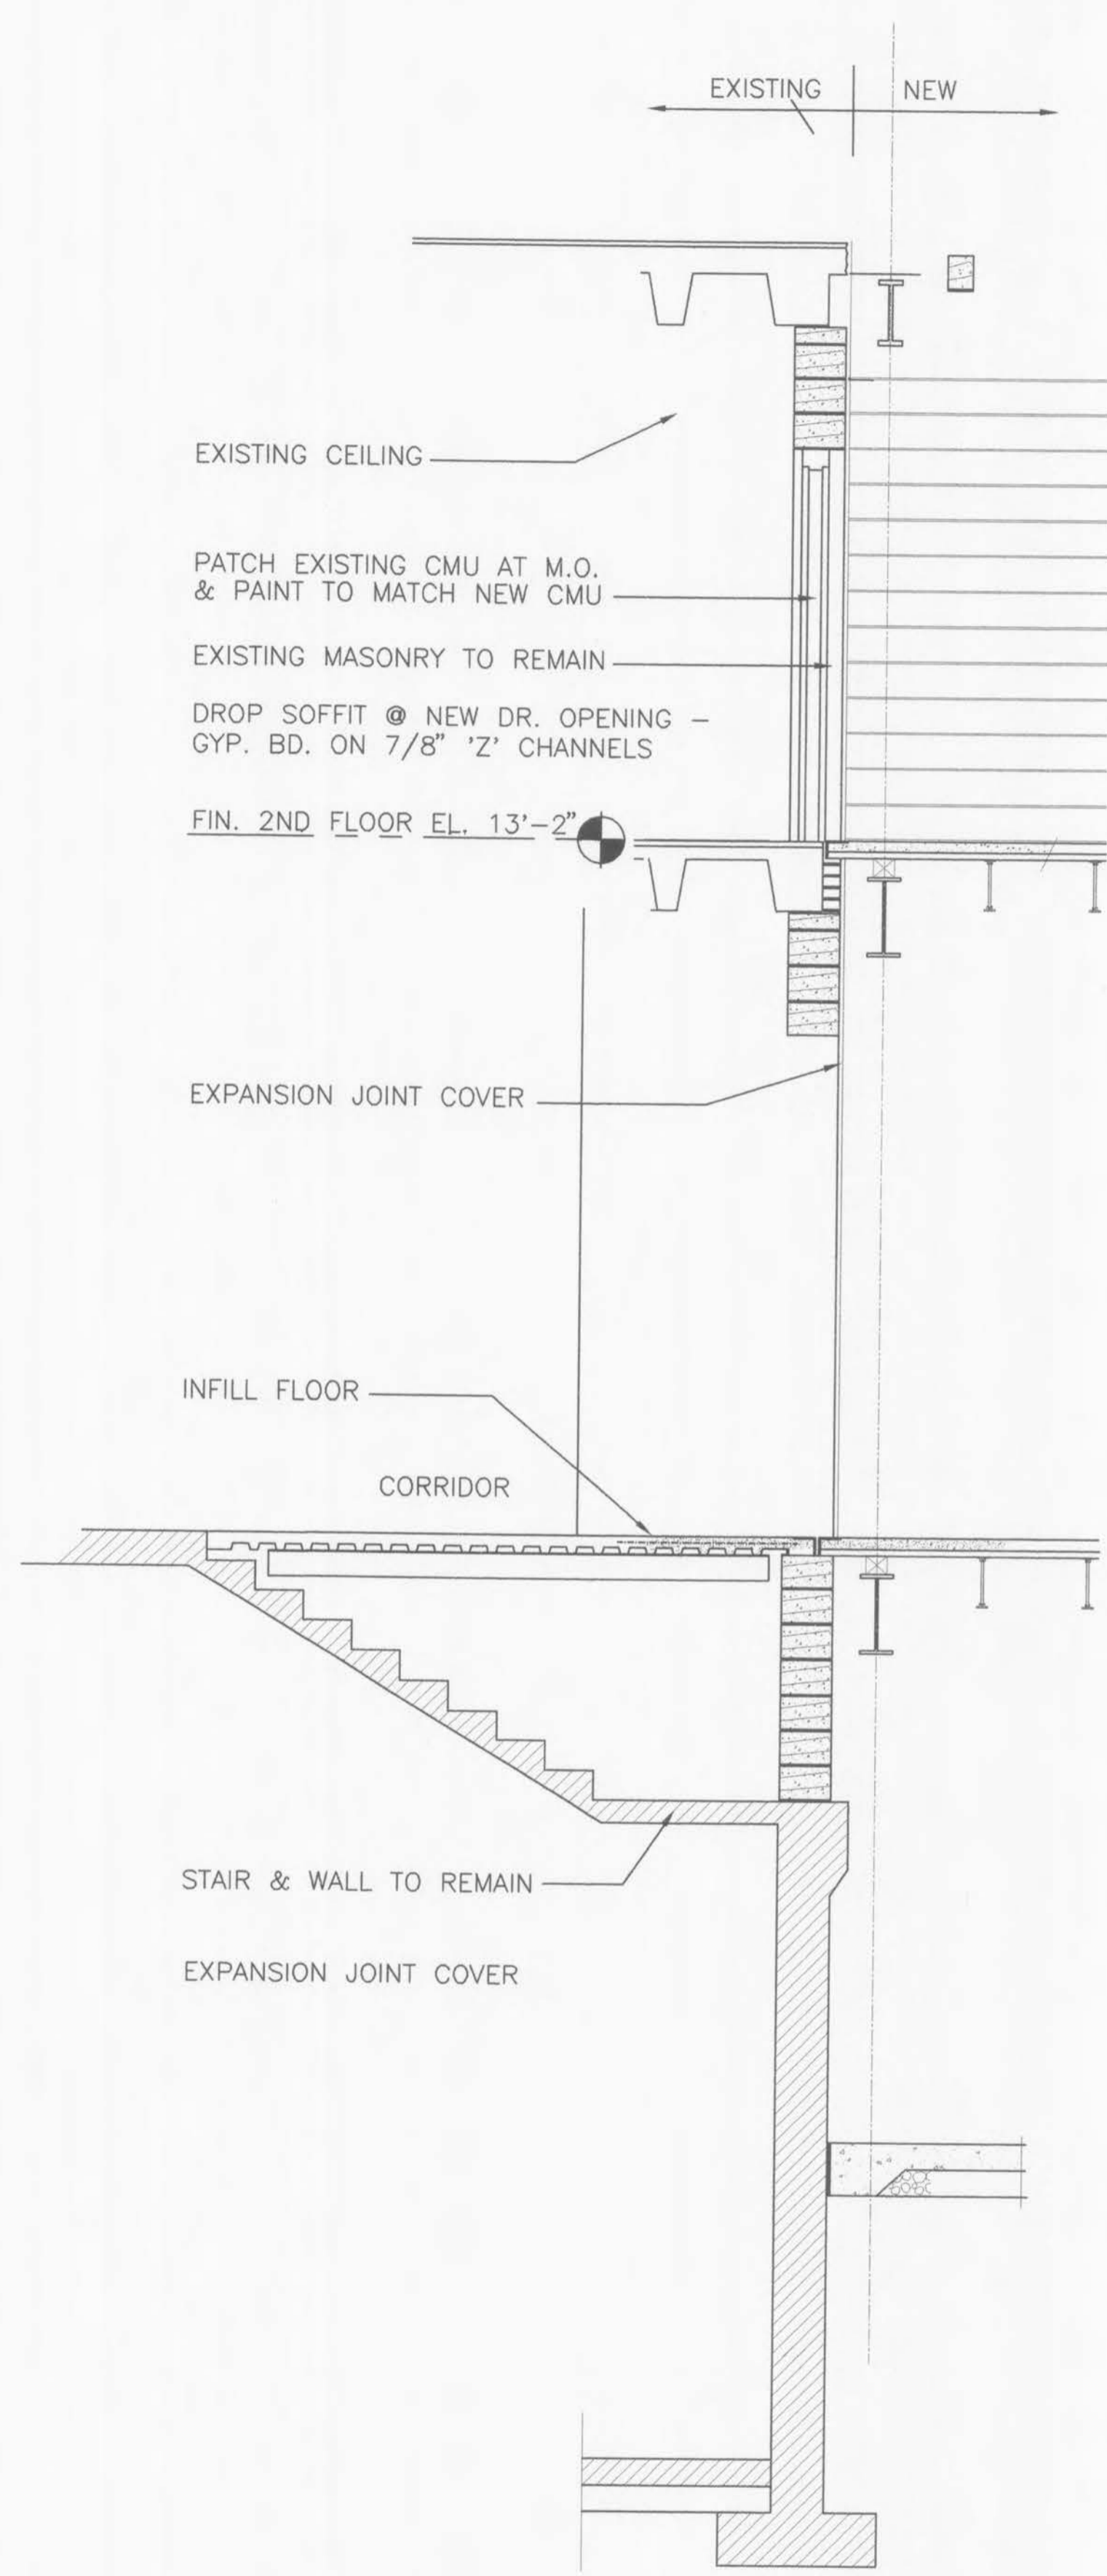 EXISTING NEW
EXISTING CEILING
PATCH EXISTING CMU AT M.O.
& PAINT TO MATCH NEW CMU
EXISTING MASONRY TO REMAIN
DROP SOFFIT @ NEW DR. OPENING –
GYP. BD. ON 7/8" 'Z' CHANNELS
FIN. 2ND FLOOR EL. 13'-2"
EXPANSION JOINT COVER
INFILL FLOOR
CORRIDOR
STAIR & WALL TO REMAIN
EXPANSION JOINT COVER